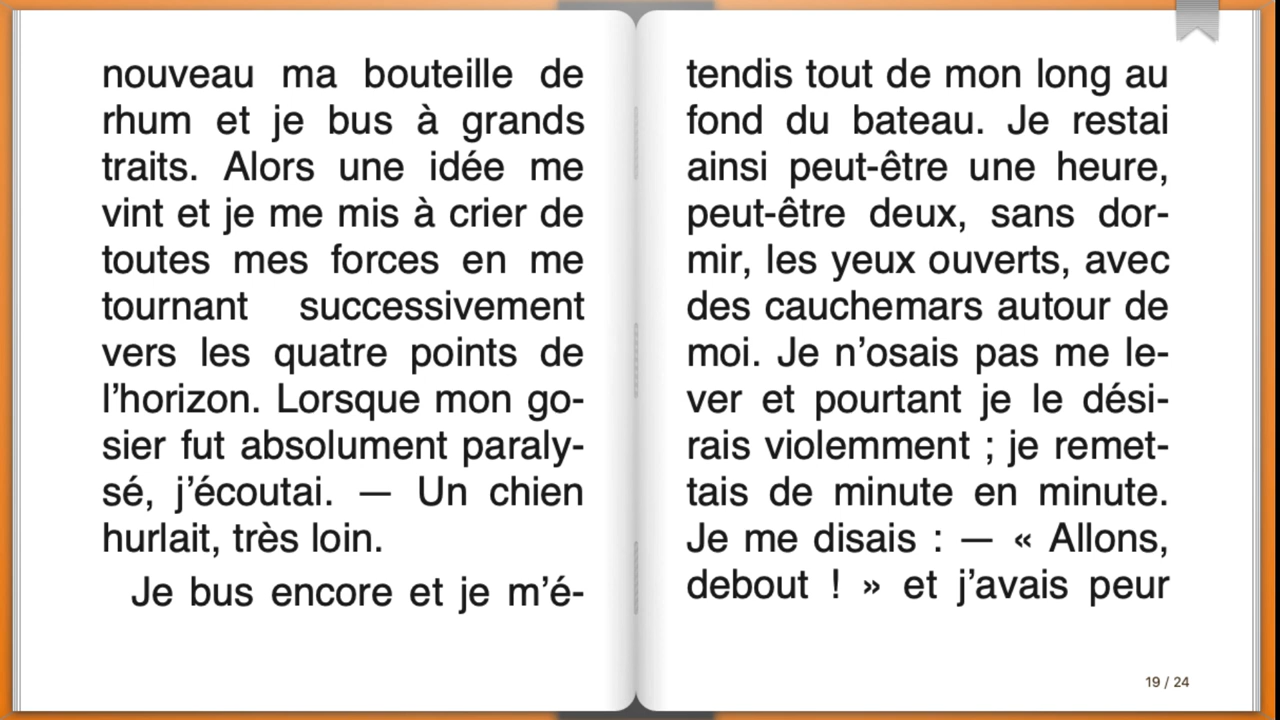 nouveau ma bouteille de
rhum et je bus à grands
traits. Alors une idée me
vint et je me mis à crier de
toutes mes forces en me
tournant successivement
vers les quatre points de
l’horizon. Lorsque mon go-
sier fut absolument paraly-
sé, j’écoutai. — Un chien
hurlait, très loin.
Je bus encore et je m’é-
tendis tout de mon long au
fond du bateau. Je restai
ainsi peut-être une heure,
peut-être deux, sans dor-
mir, les yeux ouverts, avec
des cauchemars autour de
moi. Je n’osais pas me le-
ver et pourtant je le dési-
rais violemment ; je remet-
tais de minute en minute.
Je me disais : — « Allons,
debout ! » et j’avais peur
19 / 24